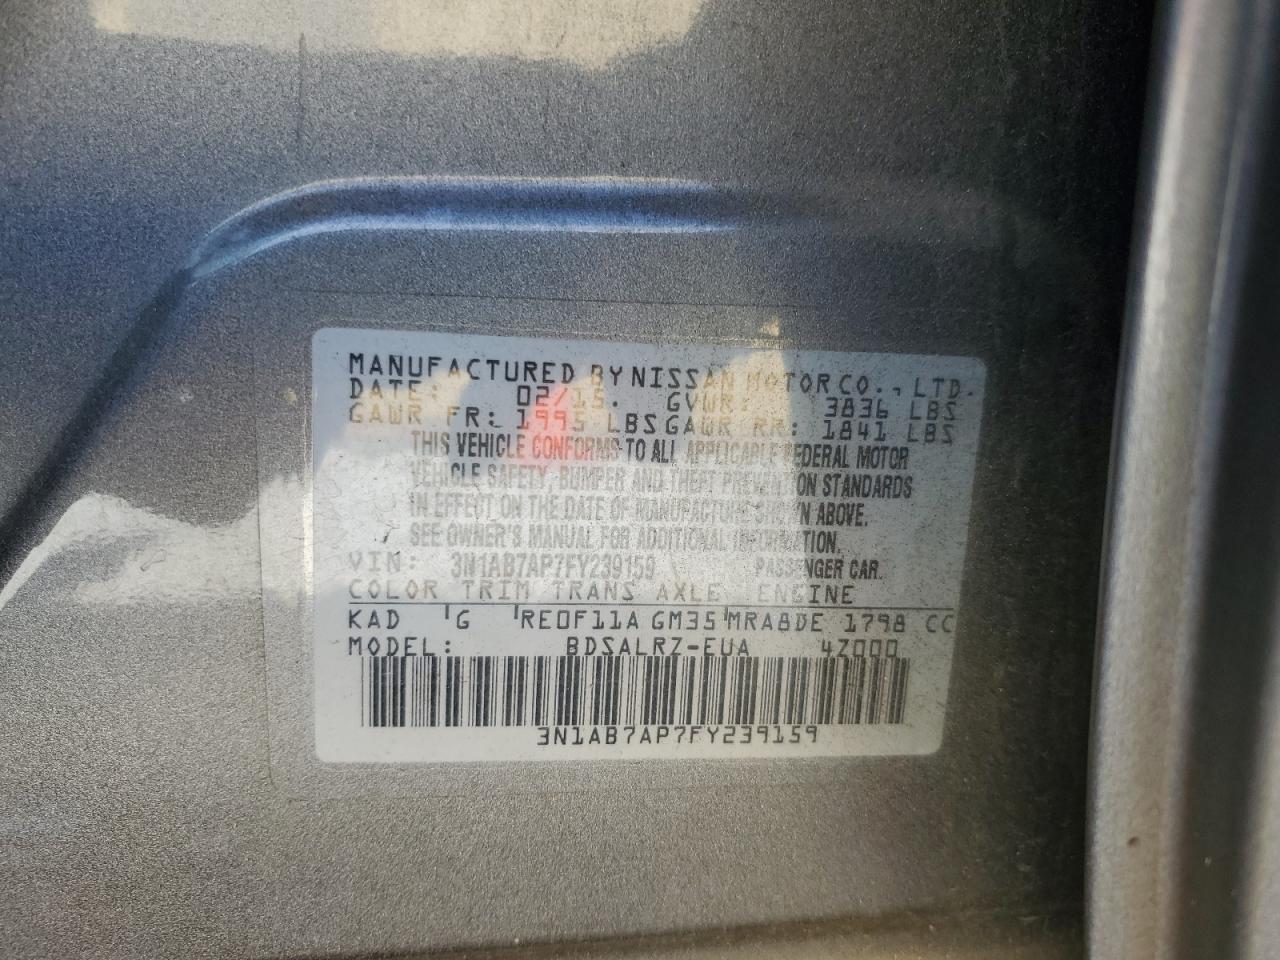 MANUFACTURED BY NISSAN MOTOR CO., LTD.
DATE: 02/15. GVWR: 3836 LBS
GAWR FR: 1995 LBS GAWR RR: 1841 LBS
THIS VEHICLE CONFORMS TO ALL APPLICABLE FEDERAL MOTOR
VEHICLE SAFETY, BUMPER AND THEFT PREVENTION STANDARDS
IN EFFECT ON THE DATE OF MANUFACTURE SHOWN ABOVE.
SEE OWNER'S MANUAL FOR ADDITIONAL INFORMATION.
VIN: 3N1AB7AP7FY239159 PASSENGER CAR.
COLOR TRIM TRANS AXLE ENGINE
KAD G RE0F11A GM35 MRA8DE 1798 CC
MODEL: BDSALRZ-EUA 4Z000
3N1AB7AP7FY239159